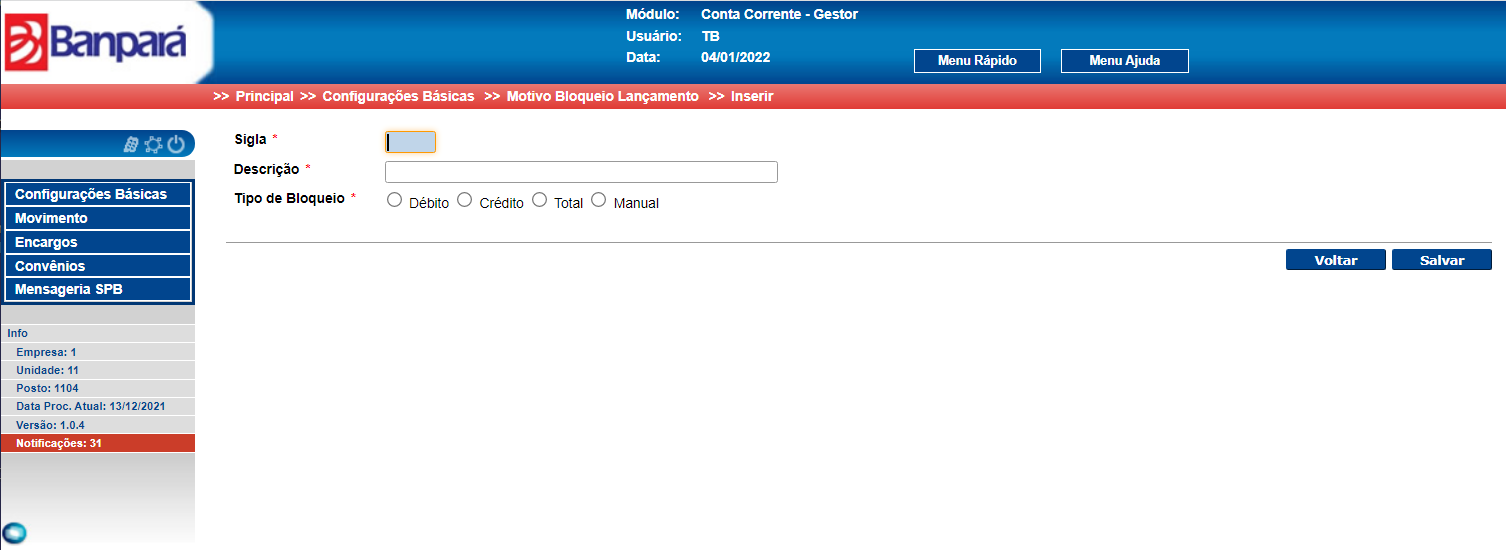 Banpará
Módulo: Conta Corrente - Gestor
Usuário: TB
Data: 04/01/2022
Menu Rápido
Menu Ajuda
>> Principal >> Configurações Básicas >> Motivo Bloqueio Lançamento >> Inserir
Configurações Básicas
Movimento
Encargos
Convênios
Mensageria SPB
Info
Empresa: 1
Unidade: 11
Posto: 1104
Data Proc. Atual: 13/12/2021
Versão: 1.0.4
Notificações: 31
Sigla *
Descrição *
Tipo de Bloqueio * Débito Crédito Total Manual
Voltar Salvar